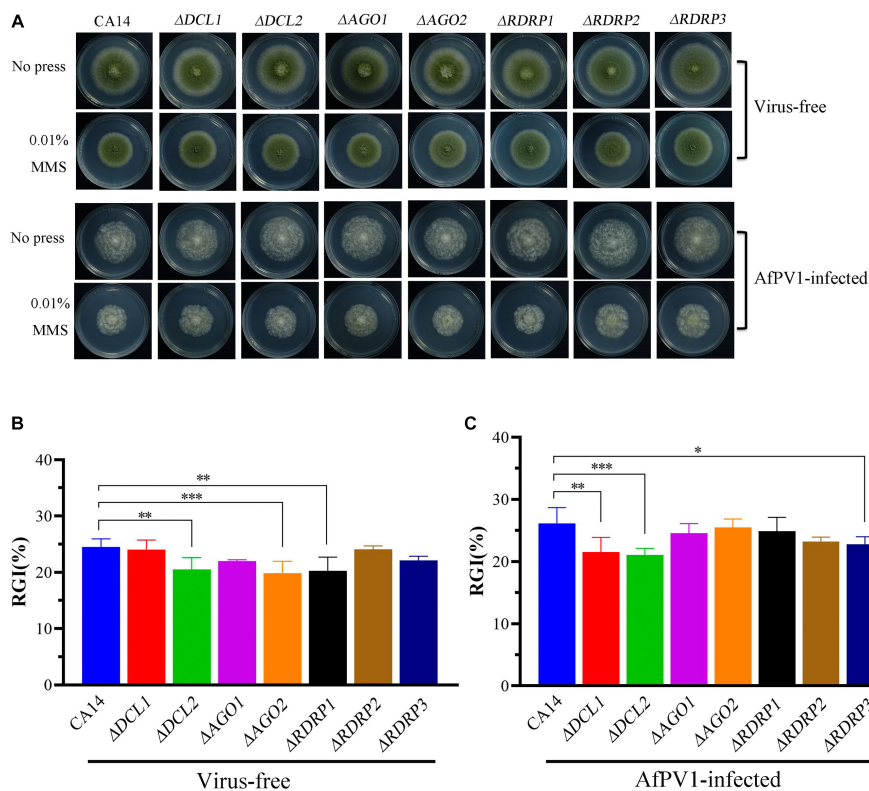 A
CA14 ΔDCL1 ΔDCL2 ΔAGO1 ΔAGO2 ΔRDRP1 ΔRDRP2 ΔRDRP3
No press
Virus-free
0.01%
MMS
No press
AfPV1-infected
0.01%
MMS
B
RGI(%)
40
30
20
10
0
**
***
**
CA14 ΔDCL1 ΔDCL2 ΔAGO1 ΔAGO2 ΔRDRP1 ΔRDRP2 ΔRDRP3
Virus-free
C
RGI(%)
40
30
20
10
0
*
***
**
CA14 ΔDCL1 ΔDCL2 ΔAGO1 ΔAGO2 ΔRDRP1 ΔRDRP2 ΔRDRP3
AfPV1-infected